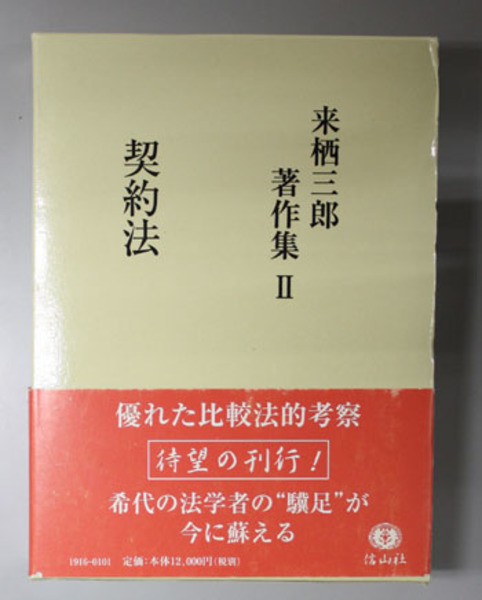 来栖三郎
著作集 Ⅱ
契約法
優れた比較法的考察
待望の刊行！
希代の法学者の“驥足”が
今に蘇える
1916-0101 定価：本体12,000円（税別）
信山社